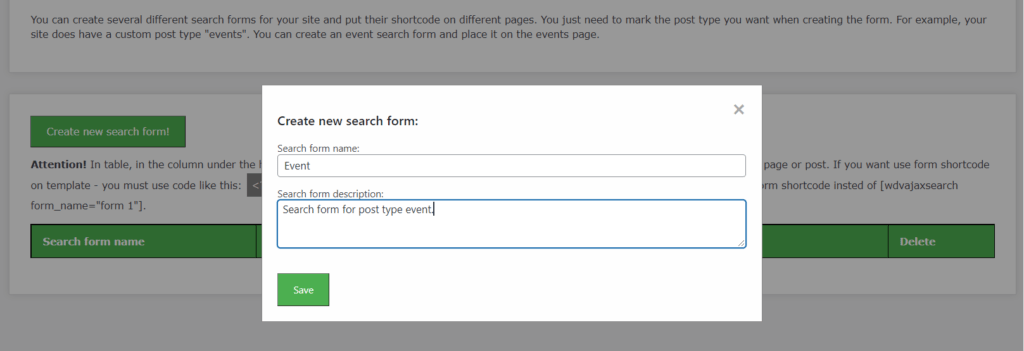 You can create several different search forms for your site and put their shortcode on different pages. You just need to mark the post type you want when creating the form. For example, your
site does have a custom post type "events". You can create an event search form and place it on the events page.
×
Create new search form:
Create new search form!
Search form name:
Event
Attention! In table, in the column under the page or post. If you want use form shortcode
on template - you must use code like this: <? rm shortcode insted of [wdvajaxsearch
form_name="form 1"].
Search form description:
Search form for post type event.
Search form name Delete
Save